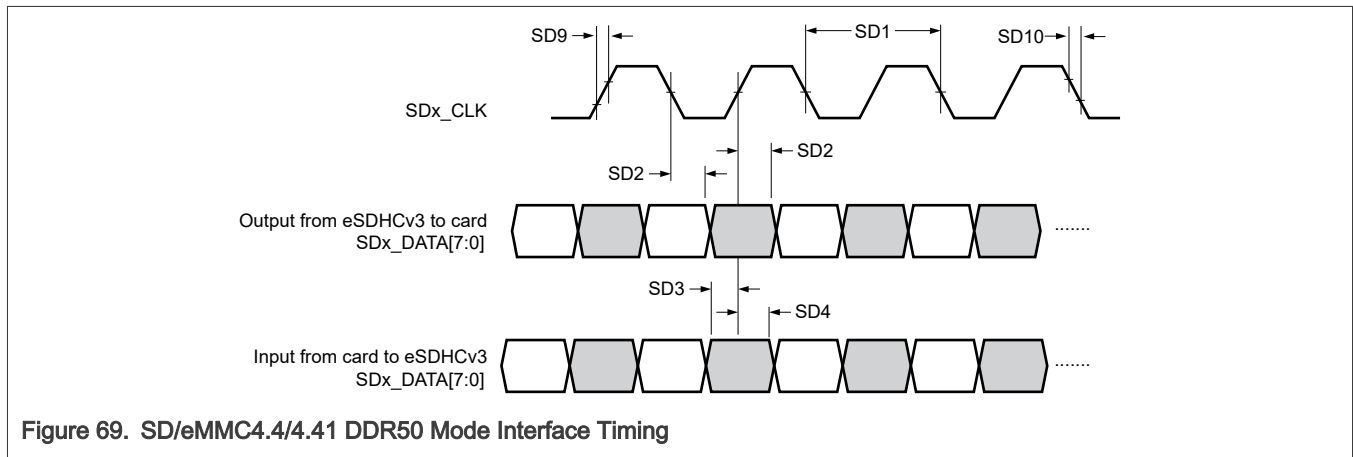 SD9
SD1
SD10
SDx_CLK
SD2
SD2
Output from eSDHCv3 to card
SDx_DATA[7:0]
.......
SD3
SD4
Input from card to eSDHCv3
SDx_DATA[7:0]
.......
Figure 69. SD/eMMC4.4/4.41 DDR50 Mode Interface Timing